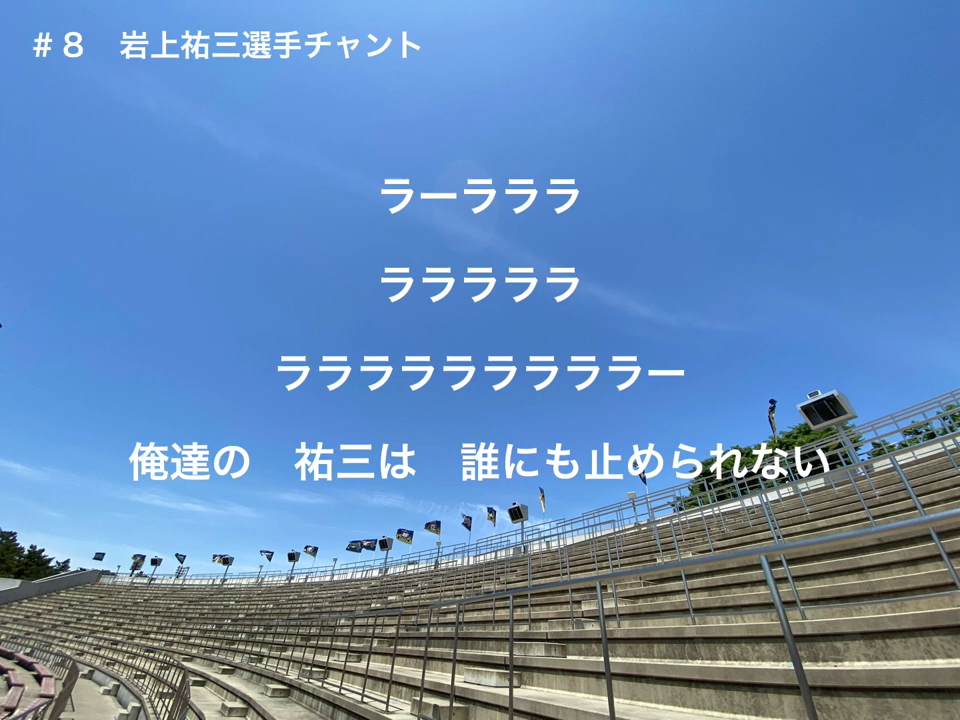 ＃８　岩上祐三選手チャント
ラーラララ
ラララララ
ララララララララララー
俺達の　祐三は　誰にも止められない